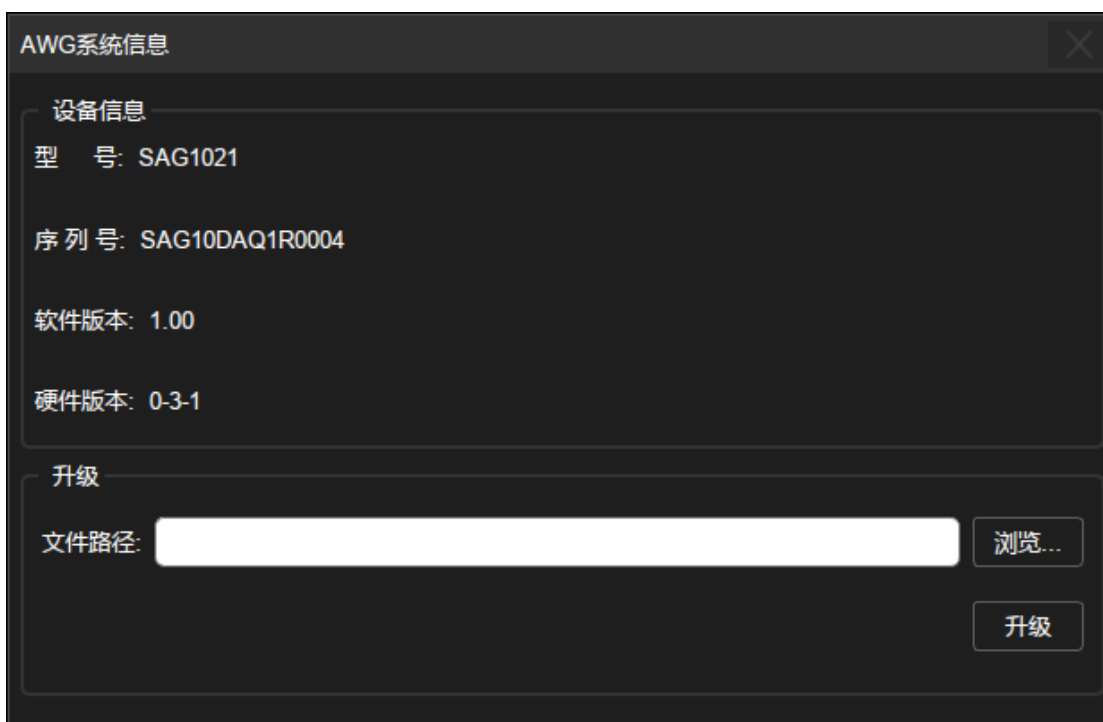 AWG系统信息
设备信息
型 号: SAG1021
序 列 号: SAG10DAQ1R0004
软件版本: 1.00
硬件版本: 0-3-1
升级
文件路径: 浏览...
升级